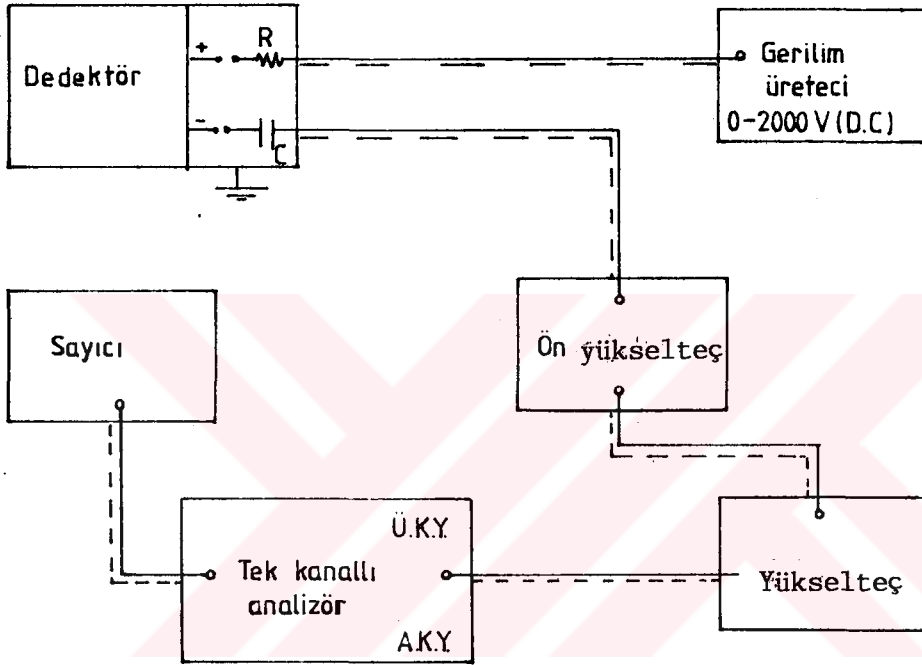 Dedektör
+
R
-
C
Gerilim
üreteci
0-2000 V (D.C)
Sayıcı
Ön yükselteç
Ü.K.Y.
Tek kanallı
analizör
A.K.Y.
Yükselteç